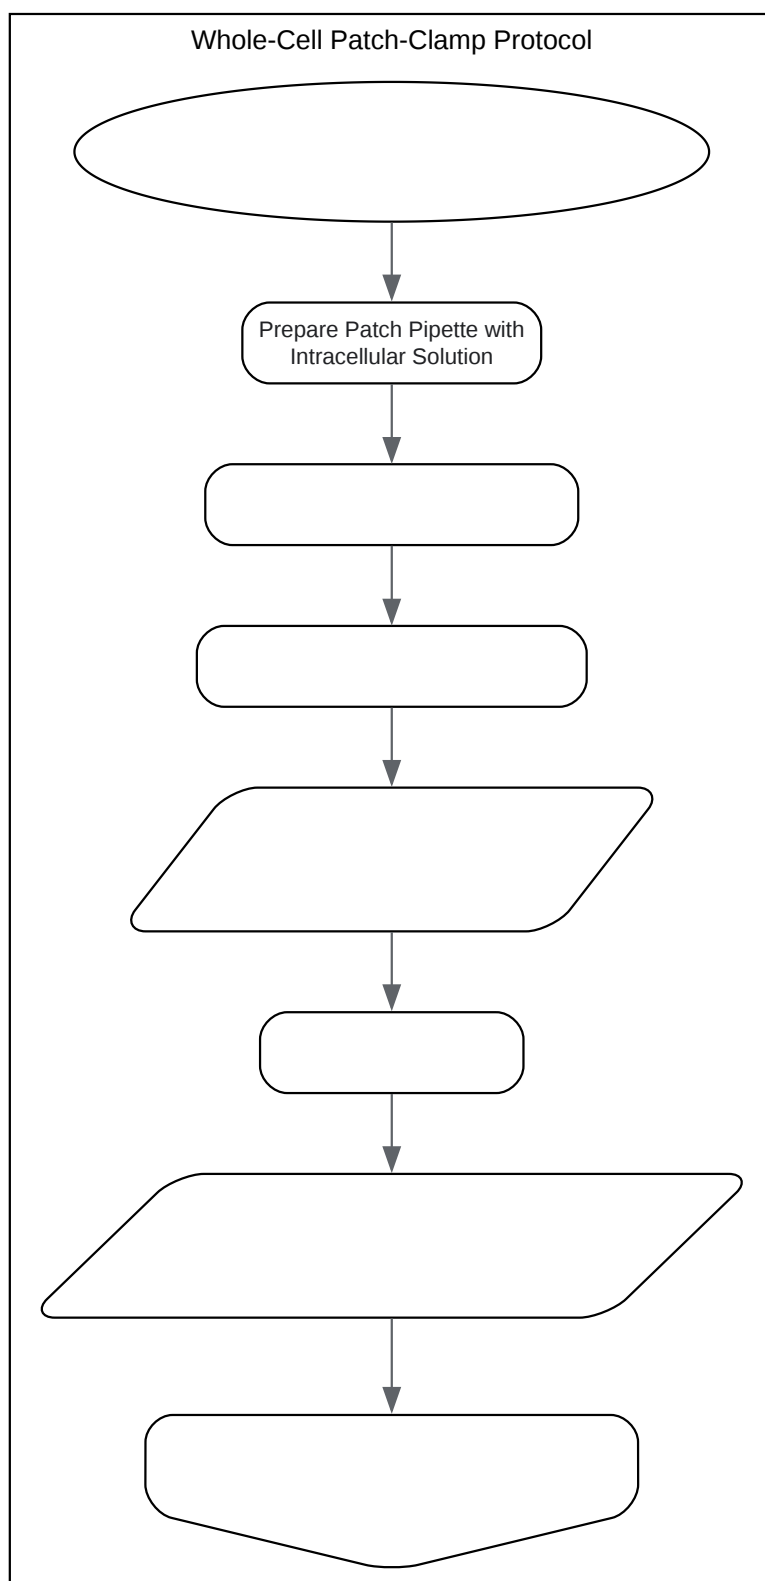 Whole-Cell Patch-Clamp Protocol
Prepare Patch Pipette with
Intracellular Solution